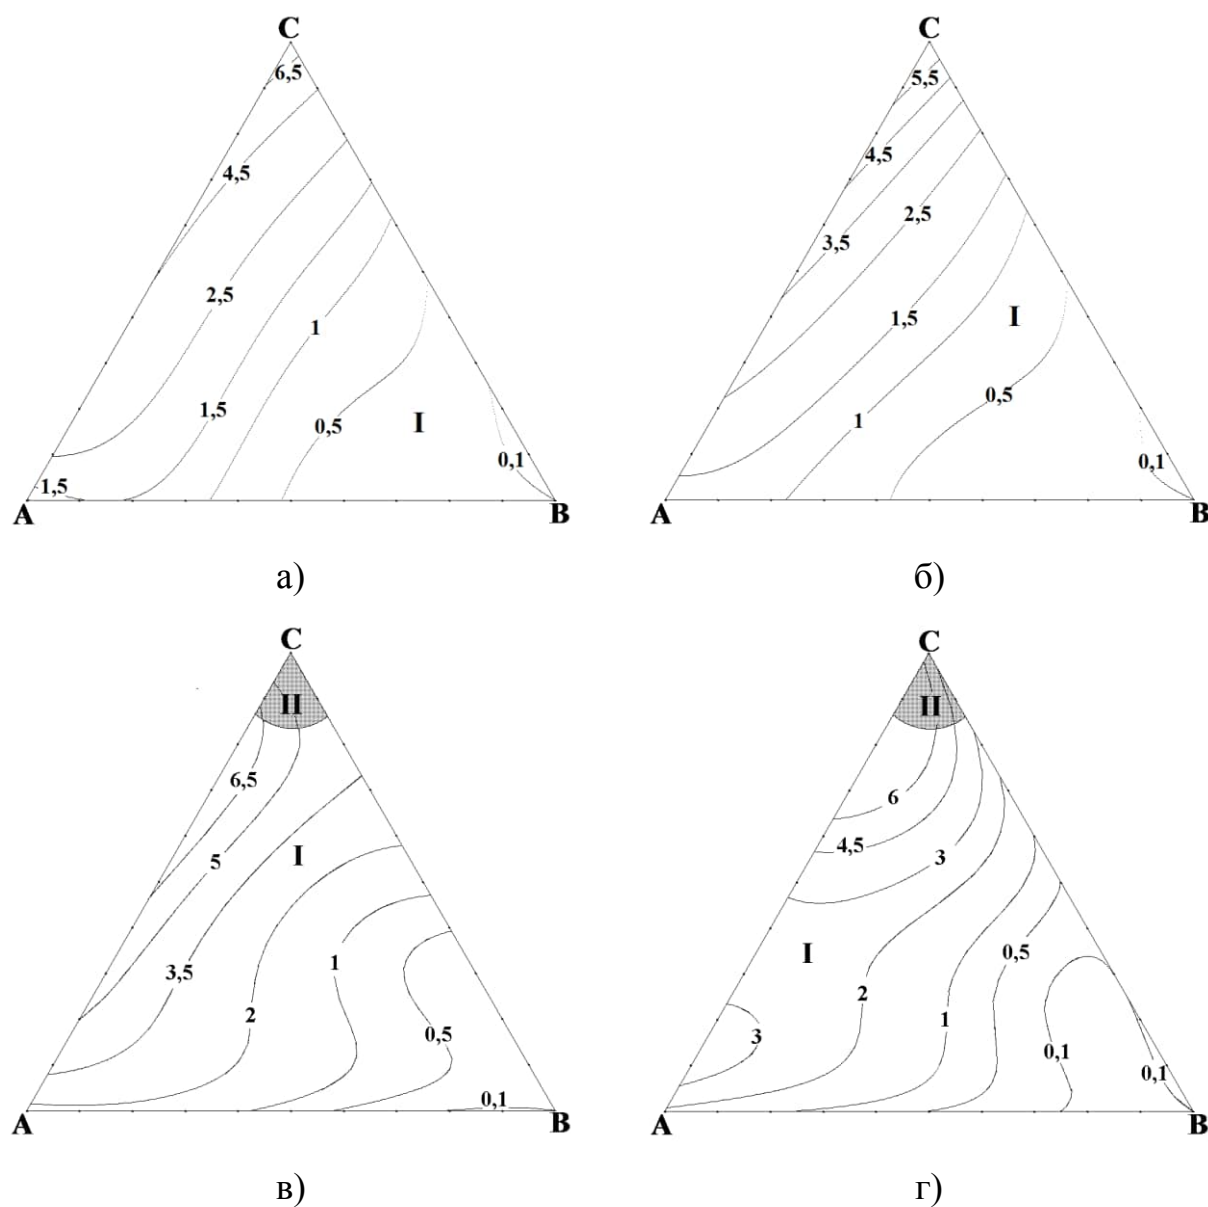 C C
6,5 5,5
4,5 4,5
2,5 3,5
2,5 1,5
1 I
1,5 0,5
0,5 I 1
0,1 0,1
1,5
A B A B
а) б)
C C
II II
6,5 6
5 I 4,5 3
3,5 1 I 0,5
2 2
0,5 1
3 0,1
0,1 0,1
A B A B
в) г)